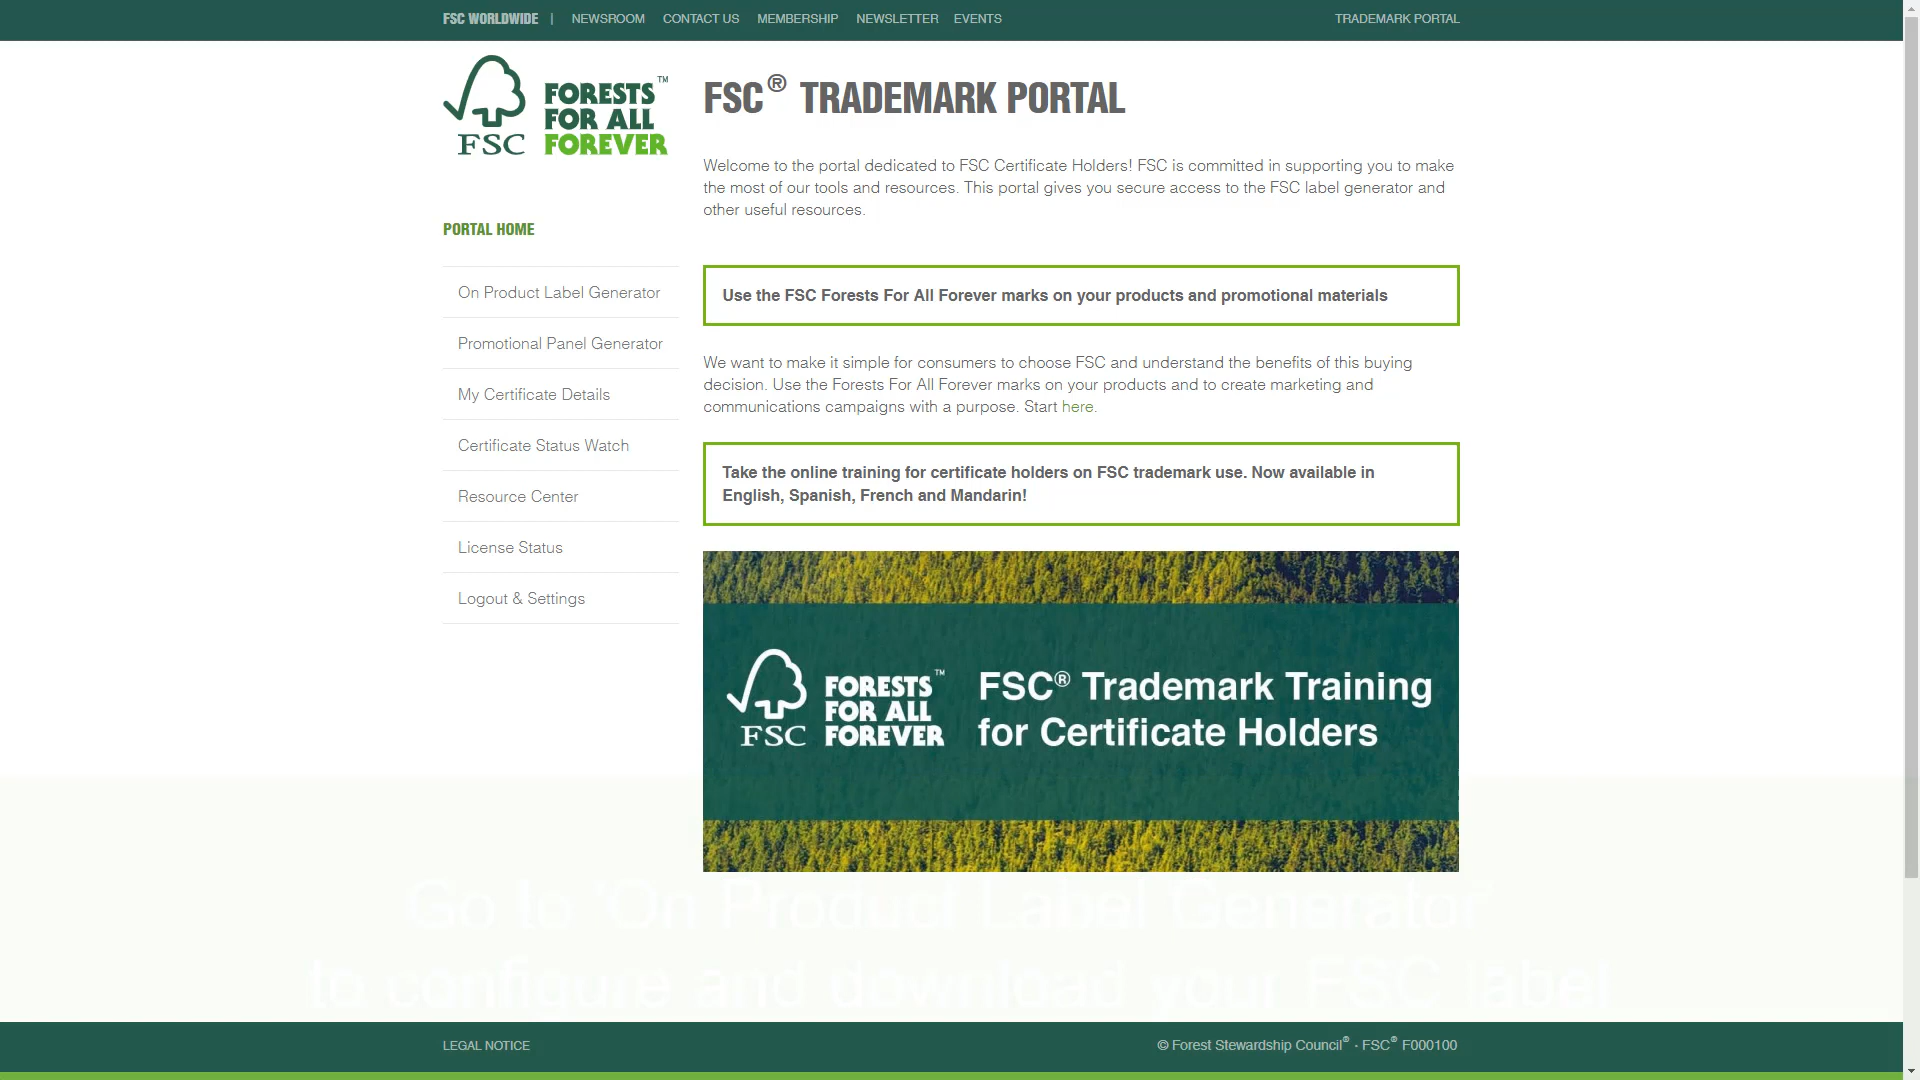 FSC WORLDWIDE | NEWSROOM CONTACT US MEMBERSHIP NEWSLETTER EVENTS TRADEMARK PORTAL
FSC
FORESTS™
FOR ALL
FOREVER
FSC® TRADEMARK PORTAL
Welcome to the portal dedicated to FSC Certificate Holders! FSC is committed in supporting you to make
the most of our tools and resources. This portal gives you secure access to the FSC label generator and
other useful resources.
PORTAL HOME
On Product Label Generator
Promotional Panel Generator
My Certificate Details
Certificate Status Watch
Resource Center
License Status
Logout & Settings
Use the FSC Forests For All Forever marks on your products and promotional materials
We want to make it simple for consumers to choose FSC and understand the benefits of this buying
decision. Use the Forests For All Forever marks on your products and to create marketing and
communications campaigns with a purpose. Start here.
Take the online training for certificate holders on FSC trademark use. Now available in
English, Spanish, French and Mandarin!
FSC
FORESTS™
FOR ALL
FOREVER
FSC® Trademark Training
for Certificate Holders
Go to 'On Product Label Generator'
to configure and download your FSC label
LEGAL NOTICE
© Forest Stewardship Council® · FSC® F000100